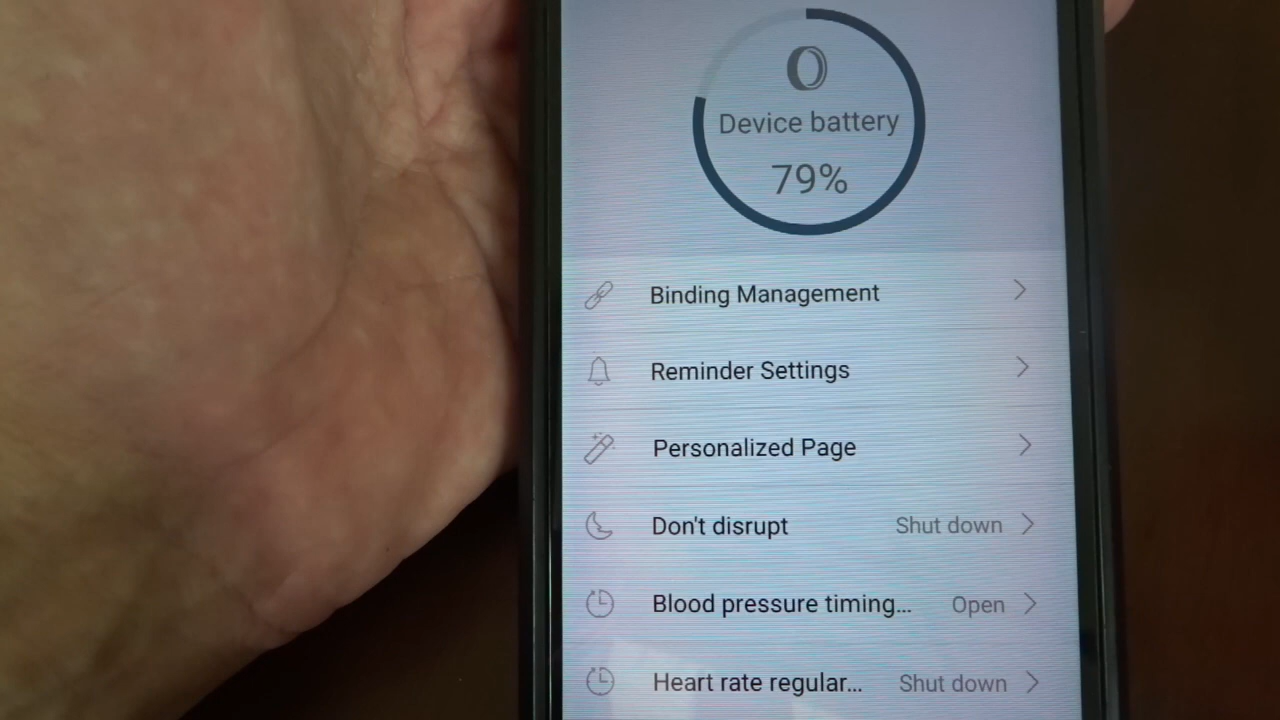 Device battery
79%
Binding Management
Reminder Settings
Personalized Page
Don't disrupt Shut down
Blood pressure timing... Open
Heart rate regular... Shut down